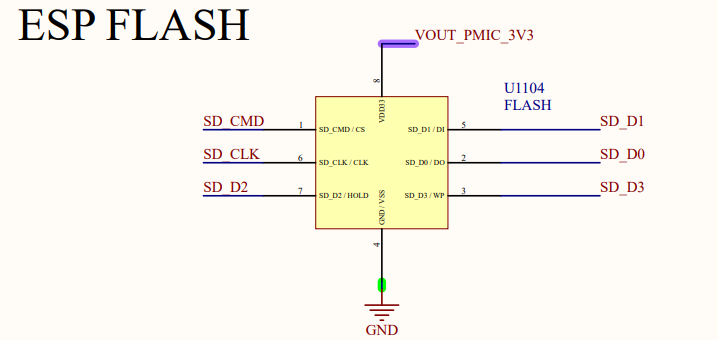 ESP FLASH
VOUT_PMIC_3V3
8
VDD33
U1104
FLASH
SD_CMD
1
SD_CMD / CS
SD_D1 / DI
5
SD_D1
SD_CLK
6
SD_CLK / CLK
SD_D0 / DO
2
SD_D0
SD_D2
7
SD_D2 / HOLD
SD_D3 / WP
3
SD_D3
GND / VSS
4
GND